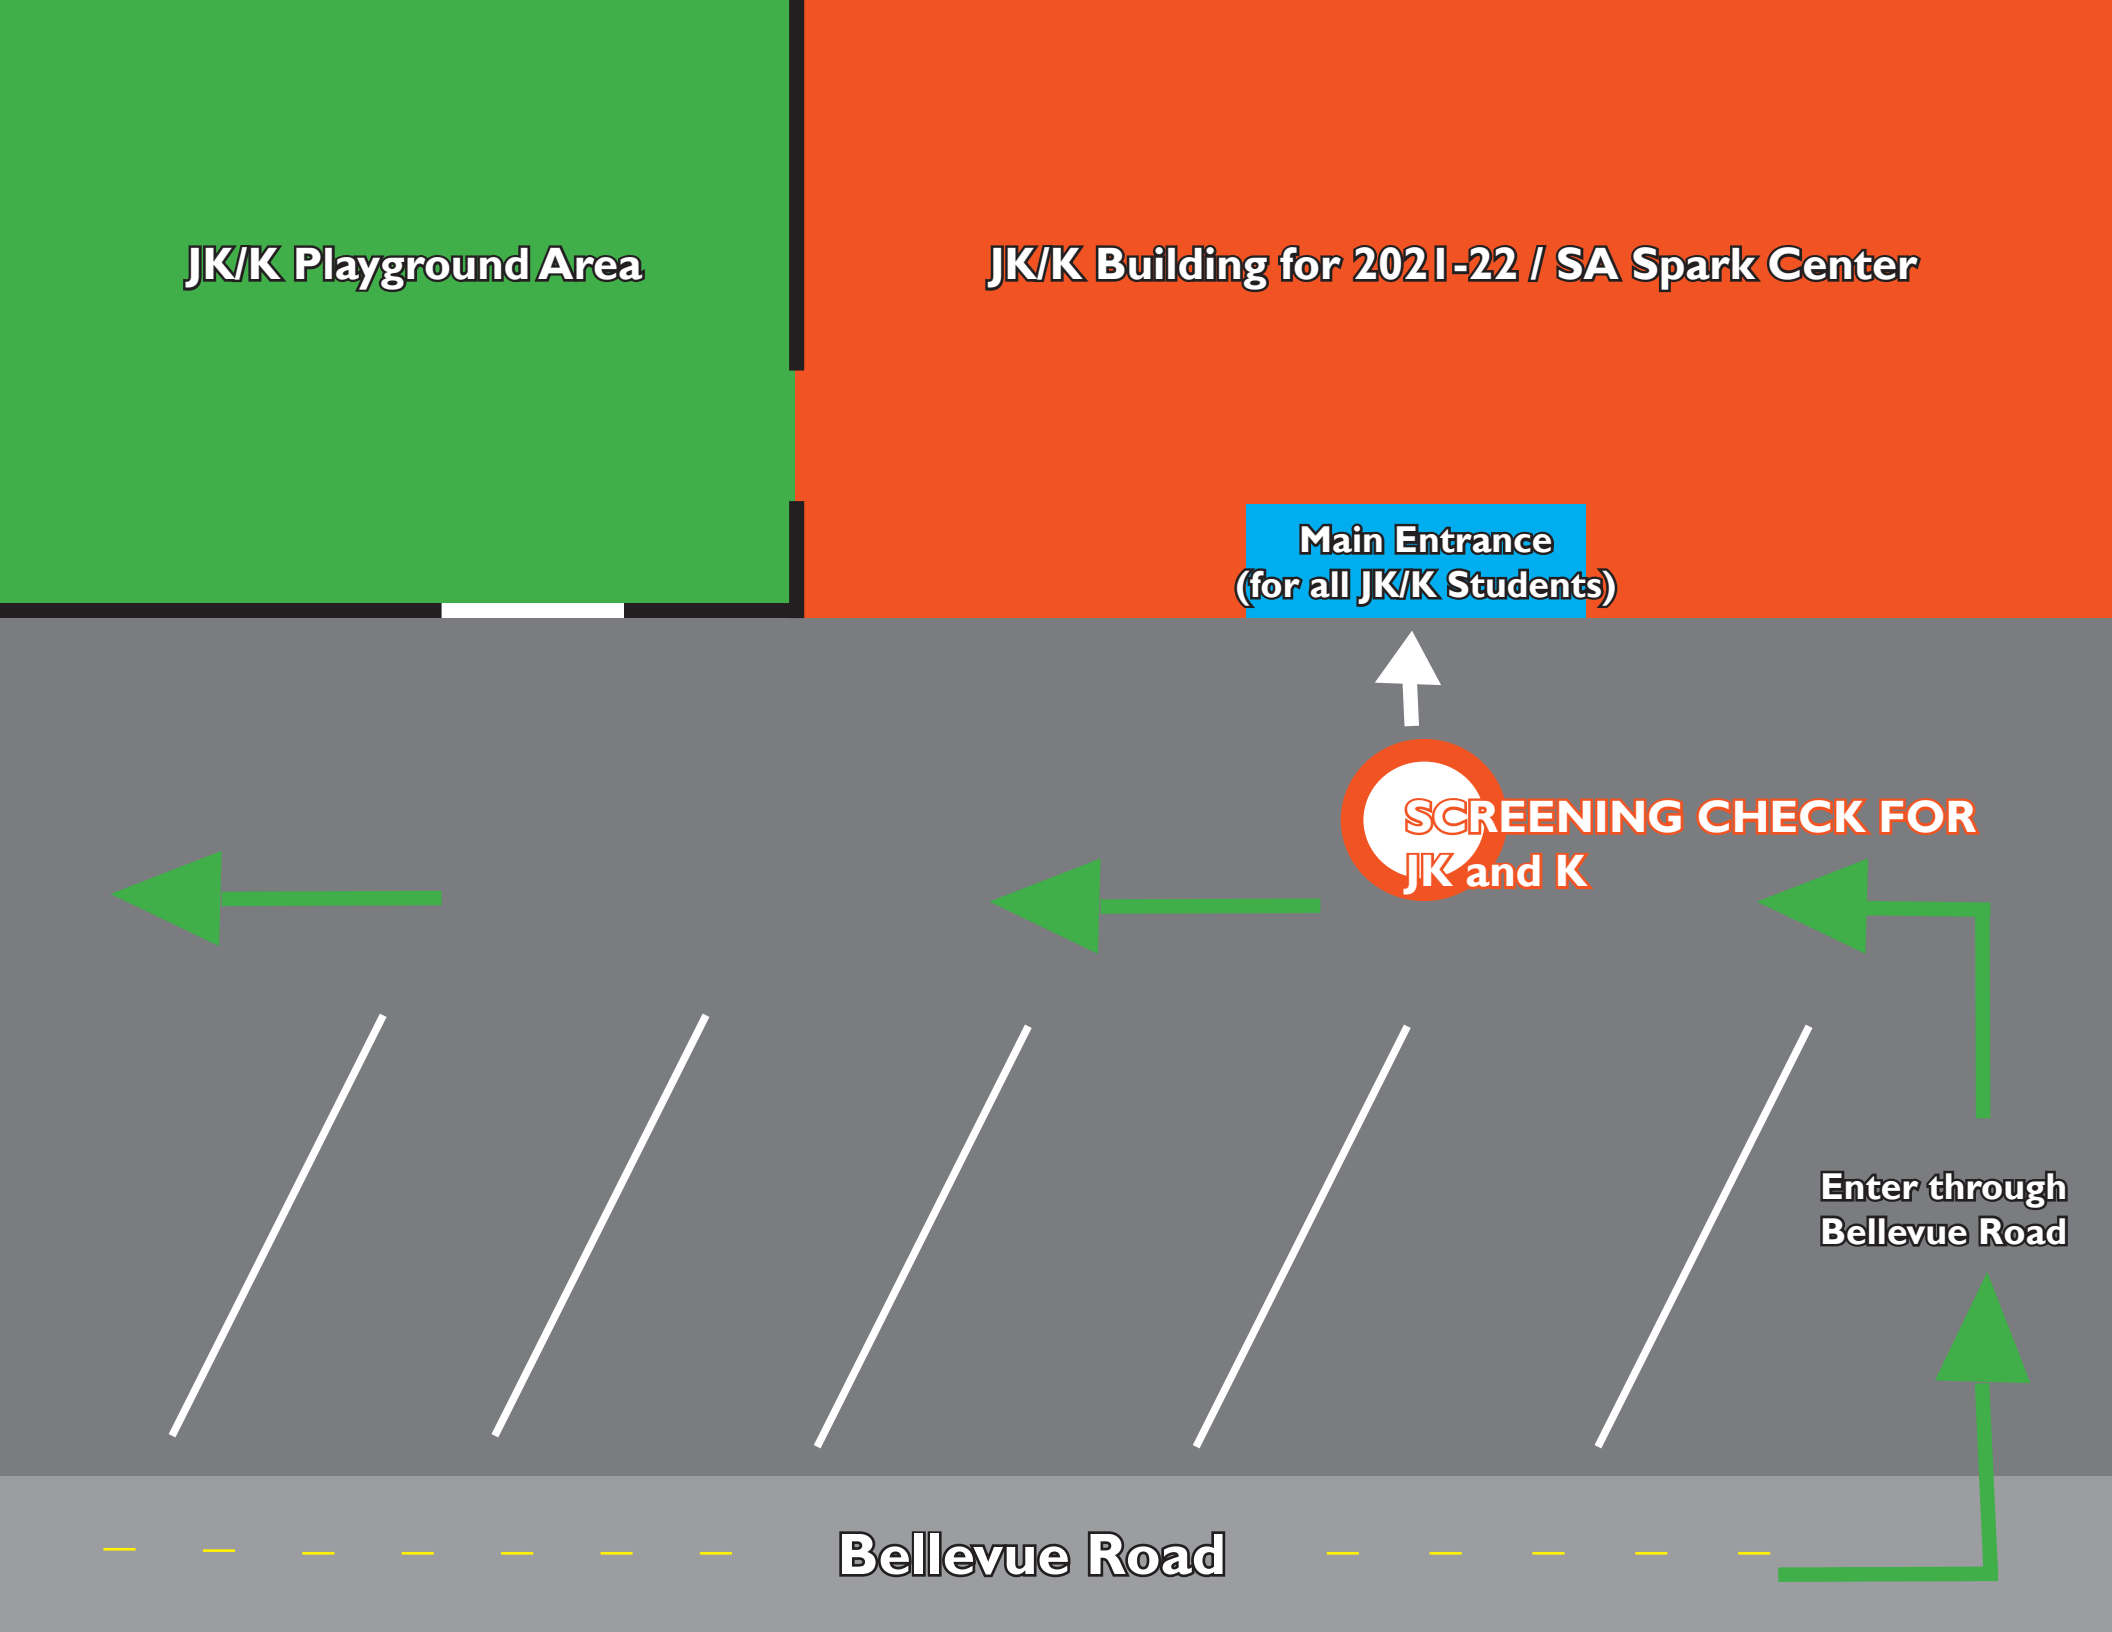 JK/K Playground Area
JK/K Building for 2021-22 / SA Spark Center
Main Entrance
(for all JK/K Students)
SCREENING CHECK FOR
JK and K
Enter through
Bellevue Road
Bellevue Road